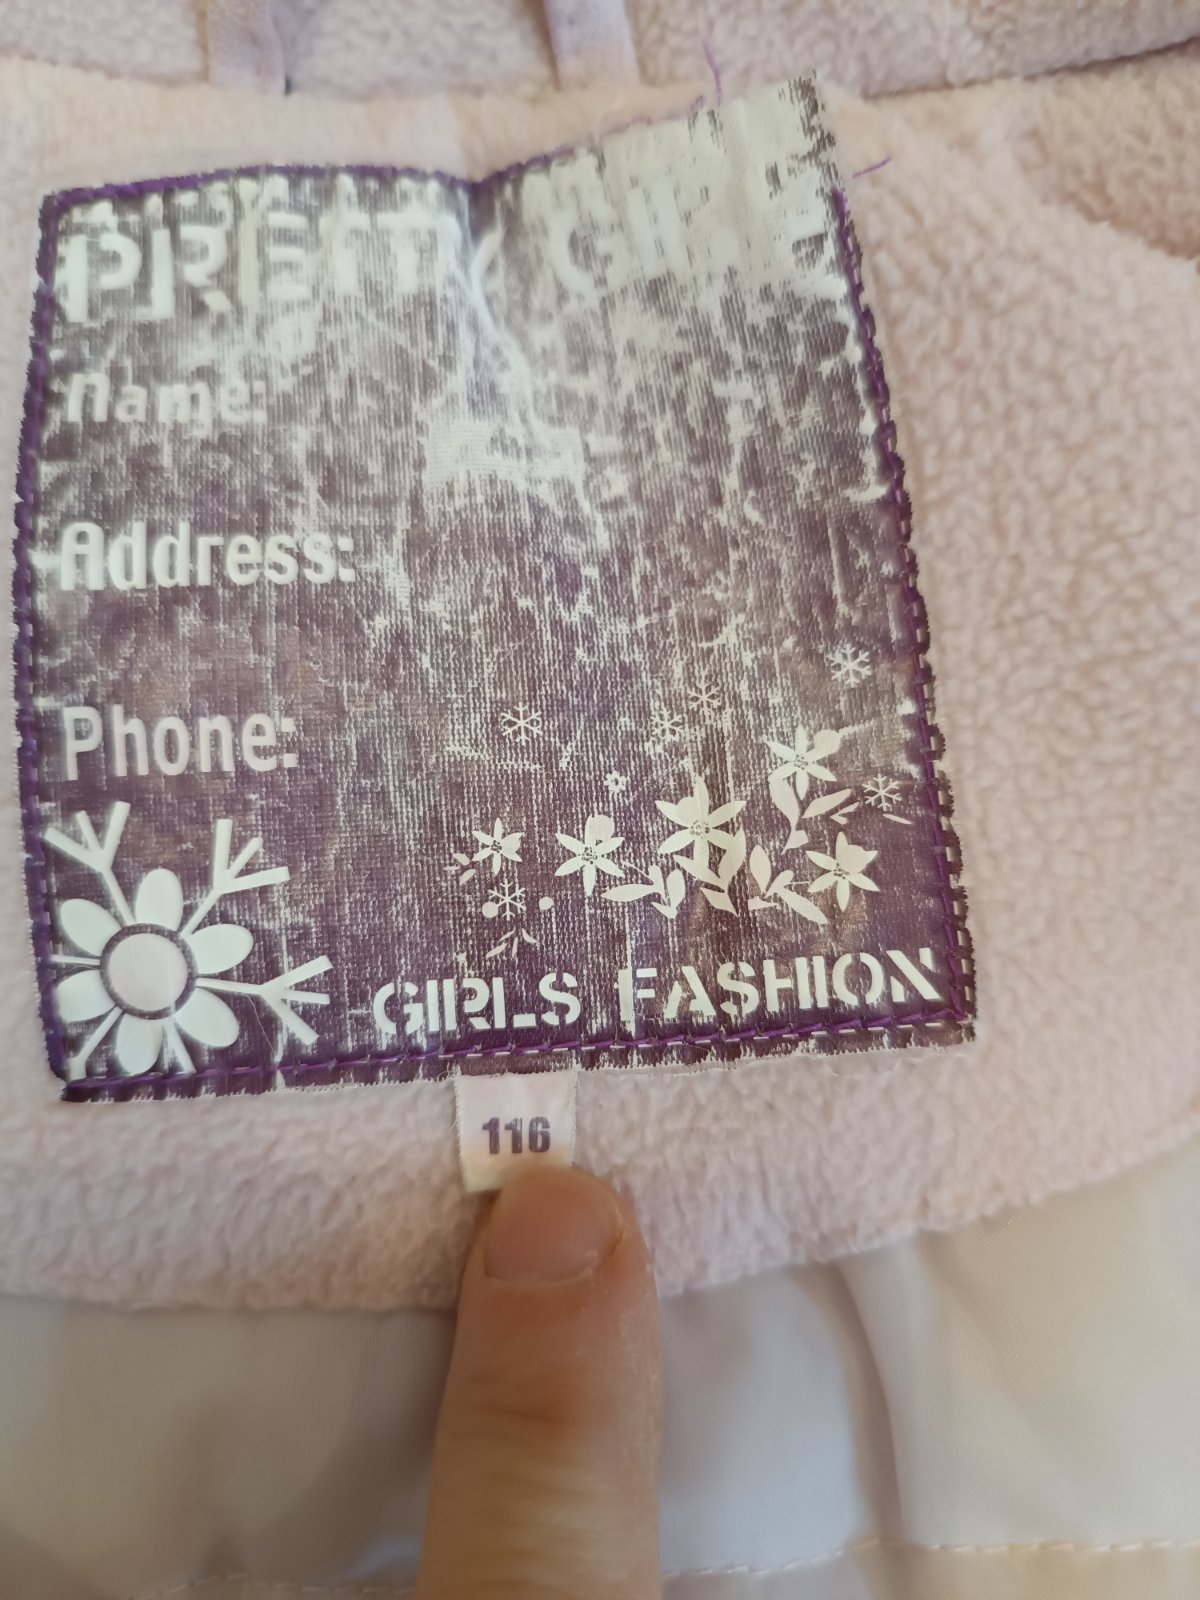 PRETTY GIRL
Name:
Address:
Phone:
GIRLS FASHION
116